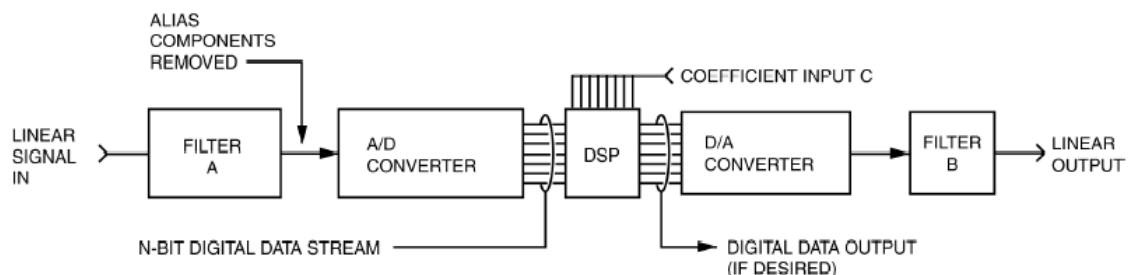 ALIAS
COMPONENTS
REMOVED
COEFFICIENT INPUT C
LINEAR
SIGNAL
IN
FILTER
A
A/D
CONVERTER
DSP
D/A
CONVERTER
FILTER
B
LINEAR
OUTPUT
N-BIT DIGITAL DATA STREAM
DIGITAL DATA OUTPUT
(IF DESIRED)